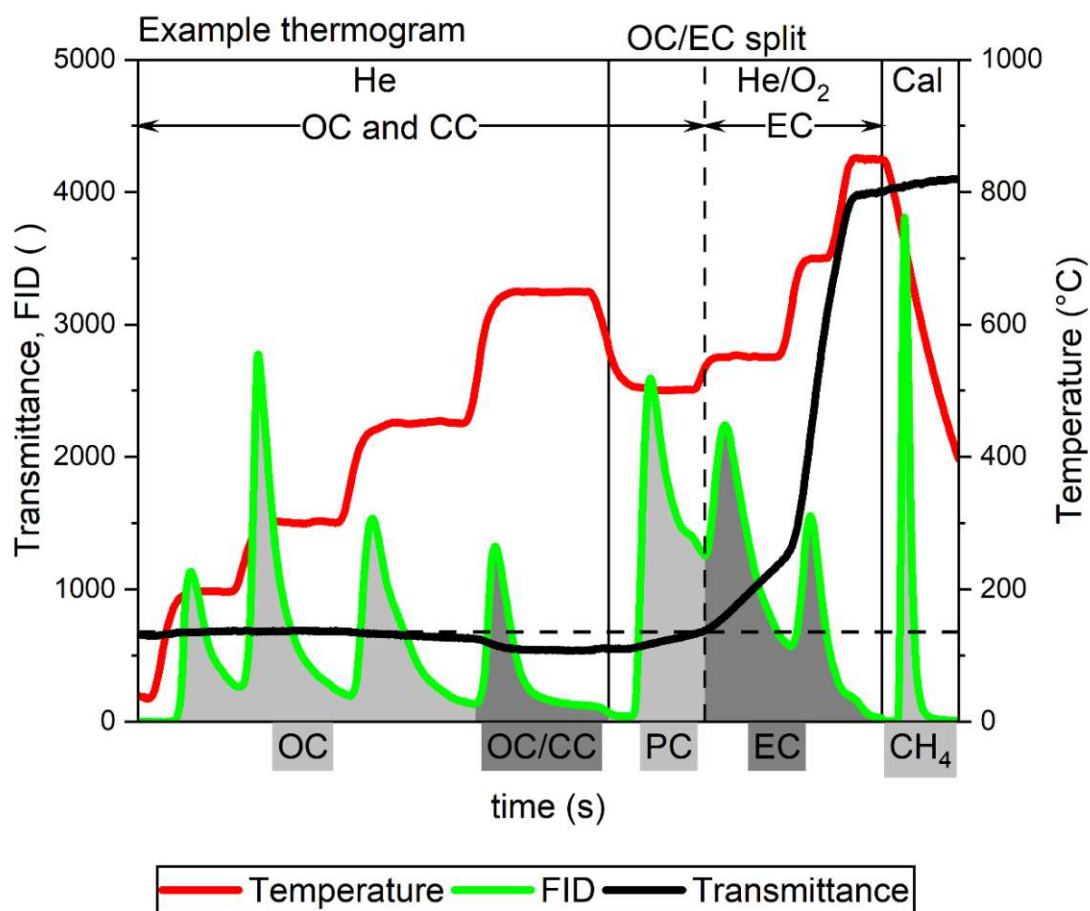 Example thermogram
OC/EC split
He
He/O₂
Cal
OC and CC
EC
5000
4000
3000
2000
1000
0
Transmittance, FID ( )
1000
800
600
400
200
0
Temperature (°C)
OC
OC/CC
PC
EC
CH₄
time (s)
Temperature
FID
Transmittance